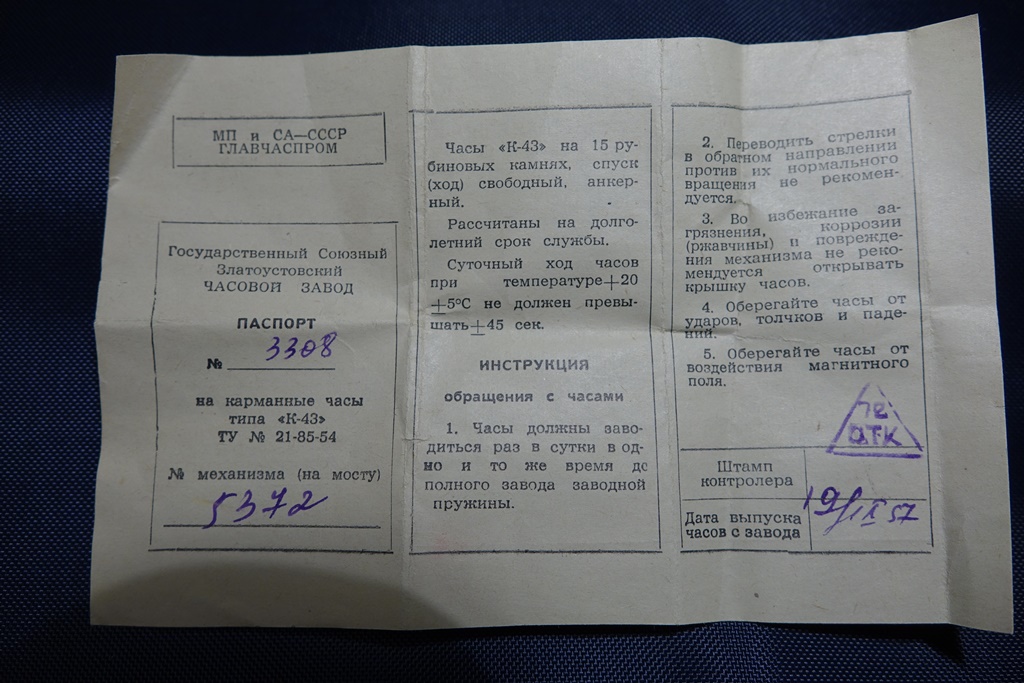 МП и СА—СССР
ГЛАВЧАСПРОМ
Государственный Союзный
Златоустовский
ЧАСОВОЙ ЗАВОД
ПАСПОРТ
№ 3308
на карманные часы
типа «К-43»
ТУ № 21-85-54
№ механизма (на мосту)
5372
Часы «К-43» на 15 ру-
биновых камнях, спуск
(ход) свободный, анкер-
ный.
Рассчитаны на долго-
летний срок службы.
Суточный ход часов
при температуре+20
±5°С не должен превы-
шать±45 сек.
ИНСТРУКЦИЯ
обращения с часами
1. Часы должны заво-
диться раз в сутки в од-
но и то же время до
полного завода заводной
пружины.
2. Переводить стрелки
в обратном направлении
против их нормального
вращения не рекомен-
дуется.
3. Во избежание за-
грязнения, коррозии
(ржавчины) и поврежде-
ния механизма не реко-
мендуется открывать
крышку часов.
4. Оберегайте часы от
ударов, толчков и паде-
ний.
5. Оберегайте часы от
воздействия магнитного
поля.
ОТК
Штамп
контролера
Дата выпуска
часов с завода
19/IX 57